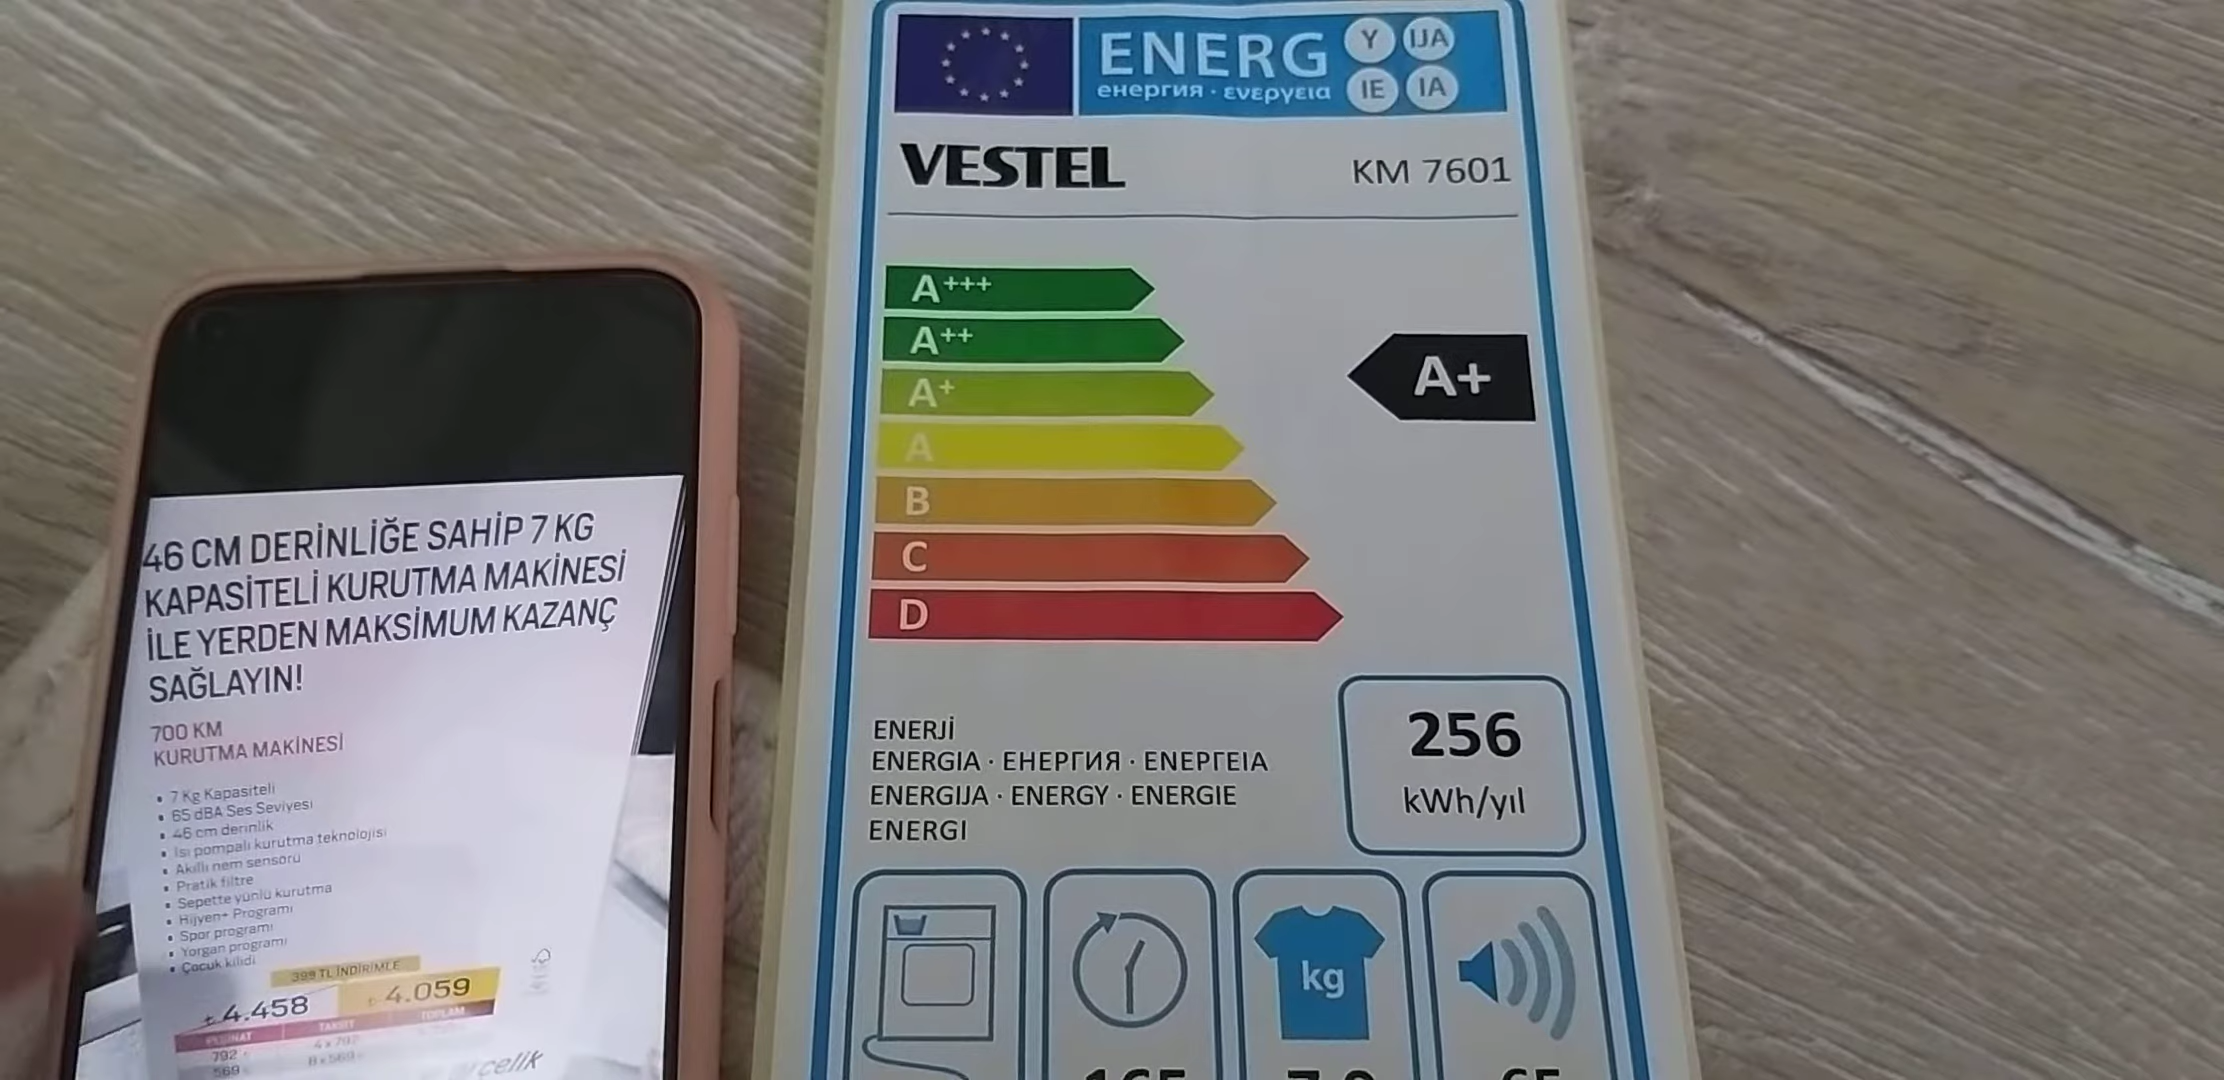 46 CM DERİNLİĞE SAHİP 7 KG
KAPASİTELİ KURUTMA MAKİNESİ
İLE YERDEN MAKSİMUM KAZANÇ
SAĞLAYIN!
700 KM
KURUTMA MAKİNESİ
• 7 Kg Kapasiteli
• 65 dBA Ses Seviyesi
• 46 cm derinlik
• Isı pompalı kurutma teknolojisi
• Akıllı nem sensörü
• Pratik filtre
• Sepette yünlü kurutma
• Hijyen+ Programı
• Spor programı
• Yorgan programı
• Çocuk kilidi
399 TL İNDİRİMLE
₺ 4.458
₺ 4.059
PEŞİNAT TAKSİT TOPLAM
792 4 x 792
569 8 x 569
ENERG Y IJA
енергия · ενεργεια IE IA
VESTEL KM 7601
A+++
A++
A+
A+
A
B
C
D
ENERJİ
ENERGIA · ЕНЕРГИЯ · ΕΝΕΡΓΕΙΑ
ENERGIJA · ENERGY · ENERGIE
ENERGI
256
kWh/yıl
kg
165
65